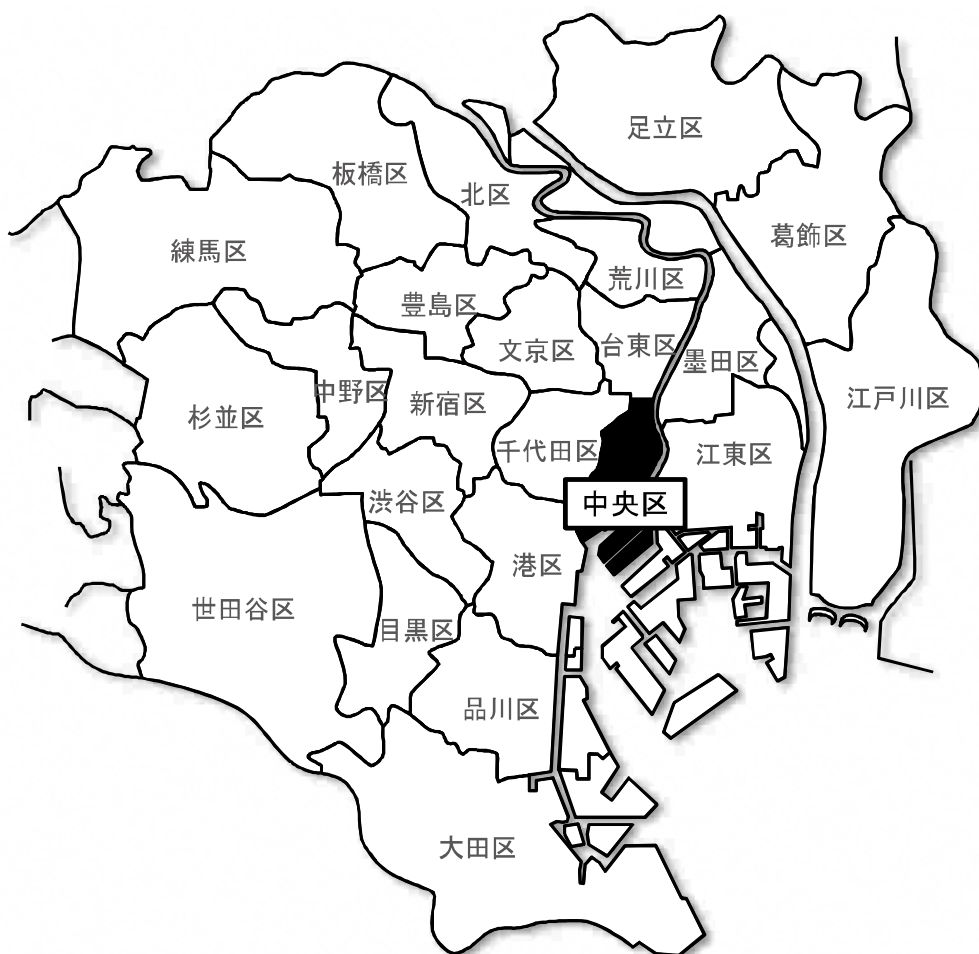 足立区
板橋区
北区
葛飾区
練馬区
荒川区
豊島区
文京区
台東区
墨田区
中野区
新宿区
杉並区
江戸川区
千代田区
江東区
渋谷区
中央区
港区
世田谷区
目黒区
品川区
大田区